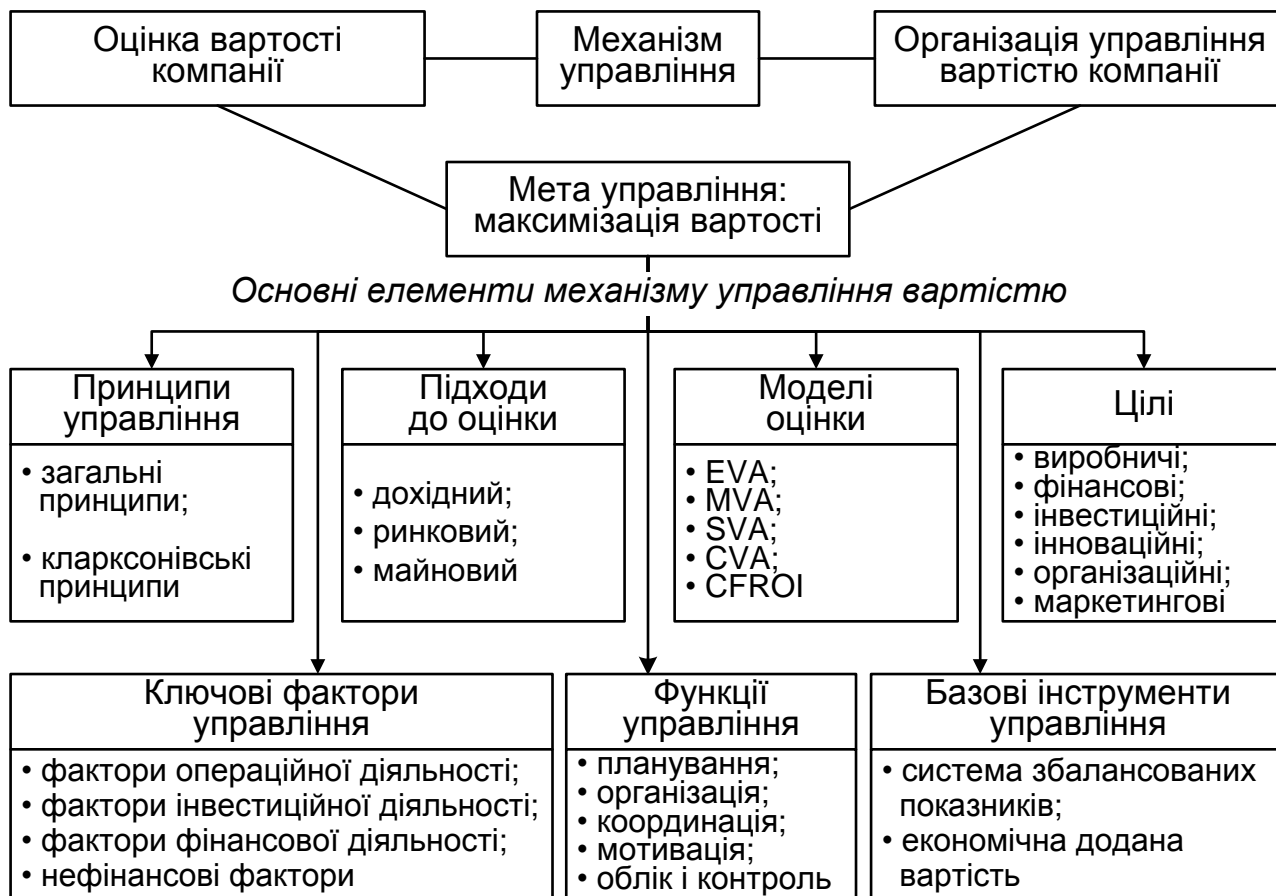 Оцінка вартості
компанії
Механізм
управління
Організація управління
вартістю компанії
Мета управління:
максимізація вартості
Основні елементи механізму управління вартістю
Принципи
управління
• загальні
принципи;
• кларксонівські
принципи
Підходи
до оцінки
• дохідний;
• ринковий;
• майновий
Моделі
оцінки
• EVA;
• MVA;
• SVA;
• CVA;
• CFROI
Цілі
• виробничі;
• фінансові;
• інвестиційні;
• інноваційні;
• організаційні;
• маркетингові
Ключові фактори
управління
• фактори операційної діяльності;
• фактори інвестиційної діяльності;
• фактори фінансової діяльності;
• нефінансові фактори
Функції
управління
• планування;
• організація;
• координація;
• мотивація;
• облік і контроль
Базові інструменти
управління
• система збалансованих
показників;
• економічна додана
вартість